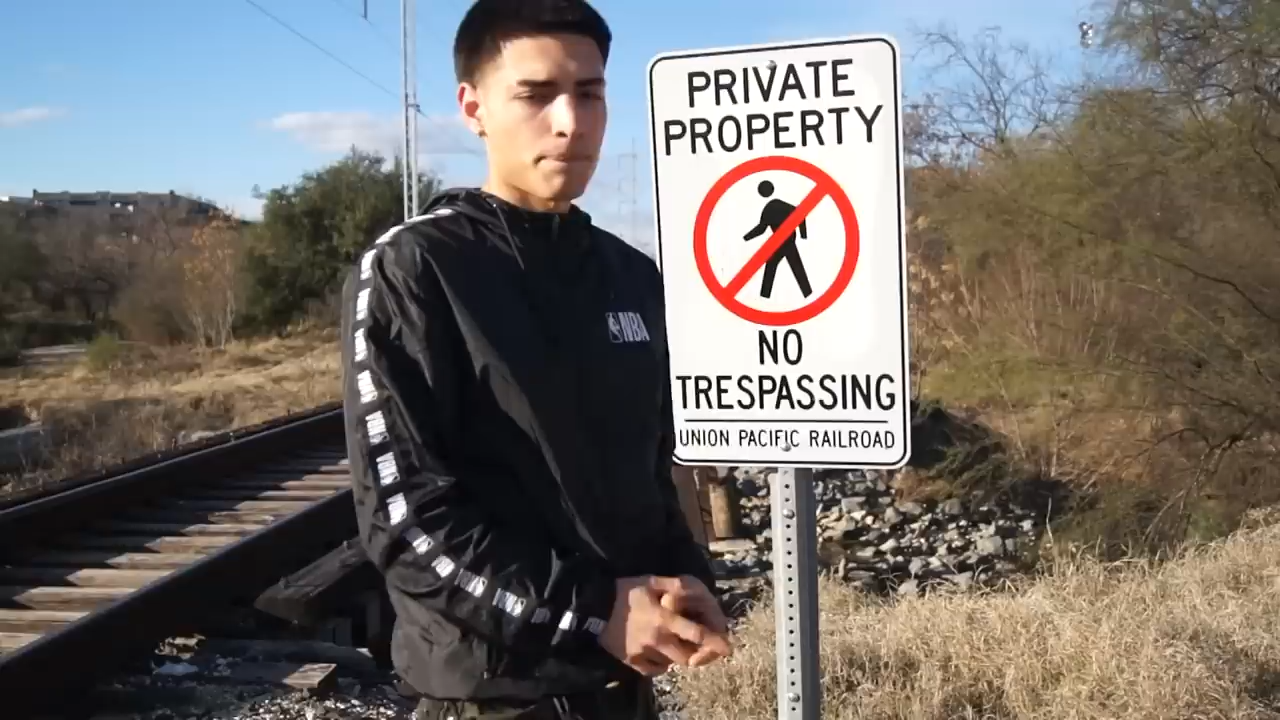 PRIVATE
PROPERTY
NO
TRESPASSING
UNION PACIFIC RAILROAD
NBA